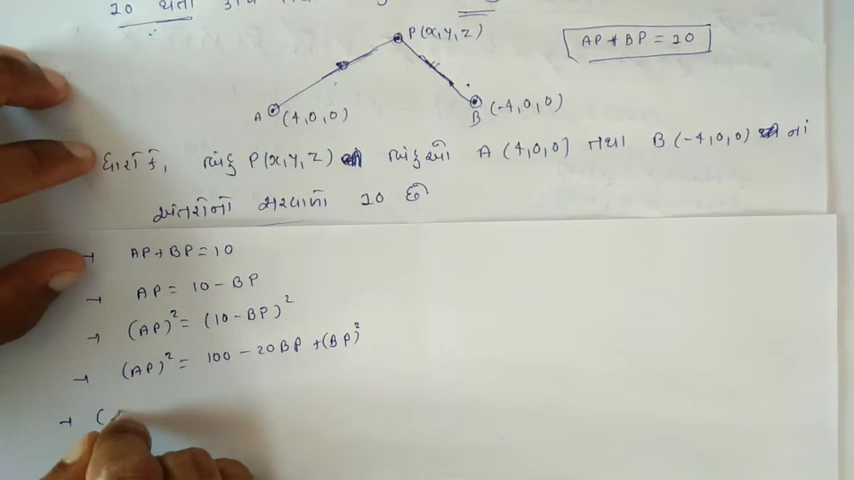 P(x,y,z)
AP+BP=10
A (4,0,0)
B (-4,0,0)
ધારો કે, બિંદુ P(x,y,z) બિંદુઓ A (4,0,0) તથા B (-4,0,0) નાં
અંતરોનો સરવાળો 10 છે
→ AP+BP=10
→ AP= 10-BP
→ (AP)²= (10-BP)²
→ (AP)²= 100-20BP+(BP)²
→ (